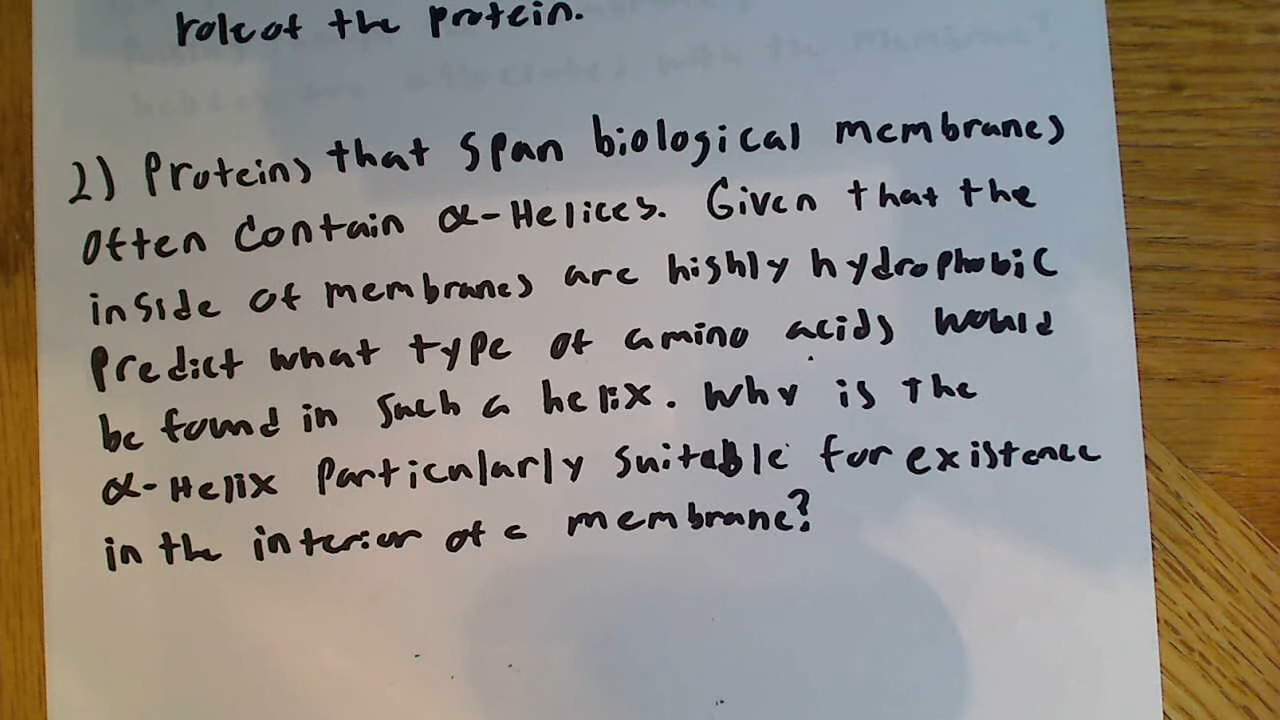 role of the protein.
2) Proteins that span biological membranes
Often contain α-Helices. Given that the
inside of membranes are highly hydrophobic
Predict what type of amino acids would
be found in such a helix. Why is the
α-Helix Particularly suitable for existence
in the interior of a membrane?